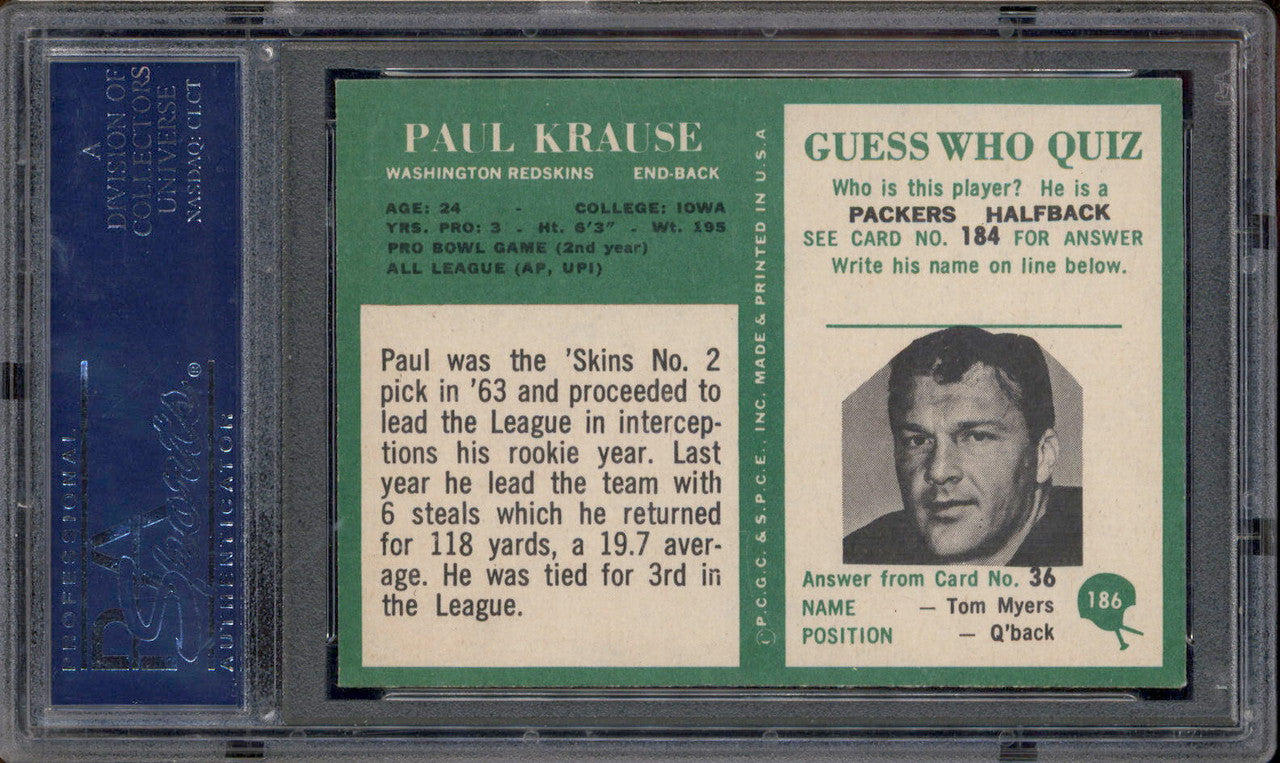 A
DIVISION OF
COLLECTORS
UNIVERSE
NASDAQ: CLCT
PROFESSIONAL
PSA
Sports®
AUTHENTICATOR
PAUL KRAUSE
WASHINGTON REDSKINS END-BACK
AGE: 24 - COLLEGE: IOWA
YRS. PRO: 3 - Ht. 6'3" - Wt. 195
PRO BOWL GAME (2nd year)
ALL LEAGUE (AP, UPI)
Paul was the 'Skins No. 2
pick in '63 and proceeded to
lead the League in intercep-
tions his rookie year. Last
year he lead the team with
6 steals which he returned
for 118 yards, a 19.7 aver-
age. He was tied for 3rd in
the League.
©P.C.G.C. & S.P.C.E., INC. MADE & PRINTED IN U.S.A
GUESS WHO QUIZ
Who is this player? He is a
PACKERS HALFBACK
SEE CARD NO. 184 FOR ANSWER
Write his name on line below.
Answer from Card No. 36
NAME — Tom Myers
POSITION — Q'back
186